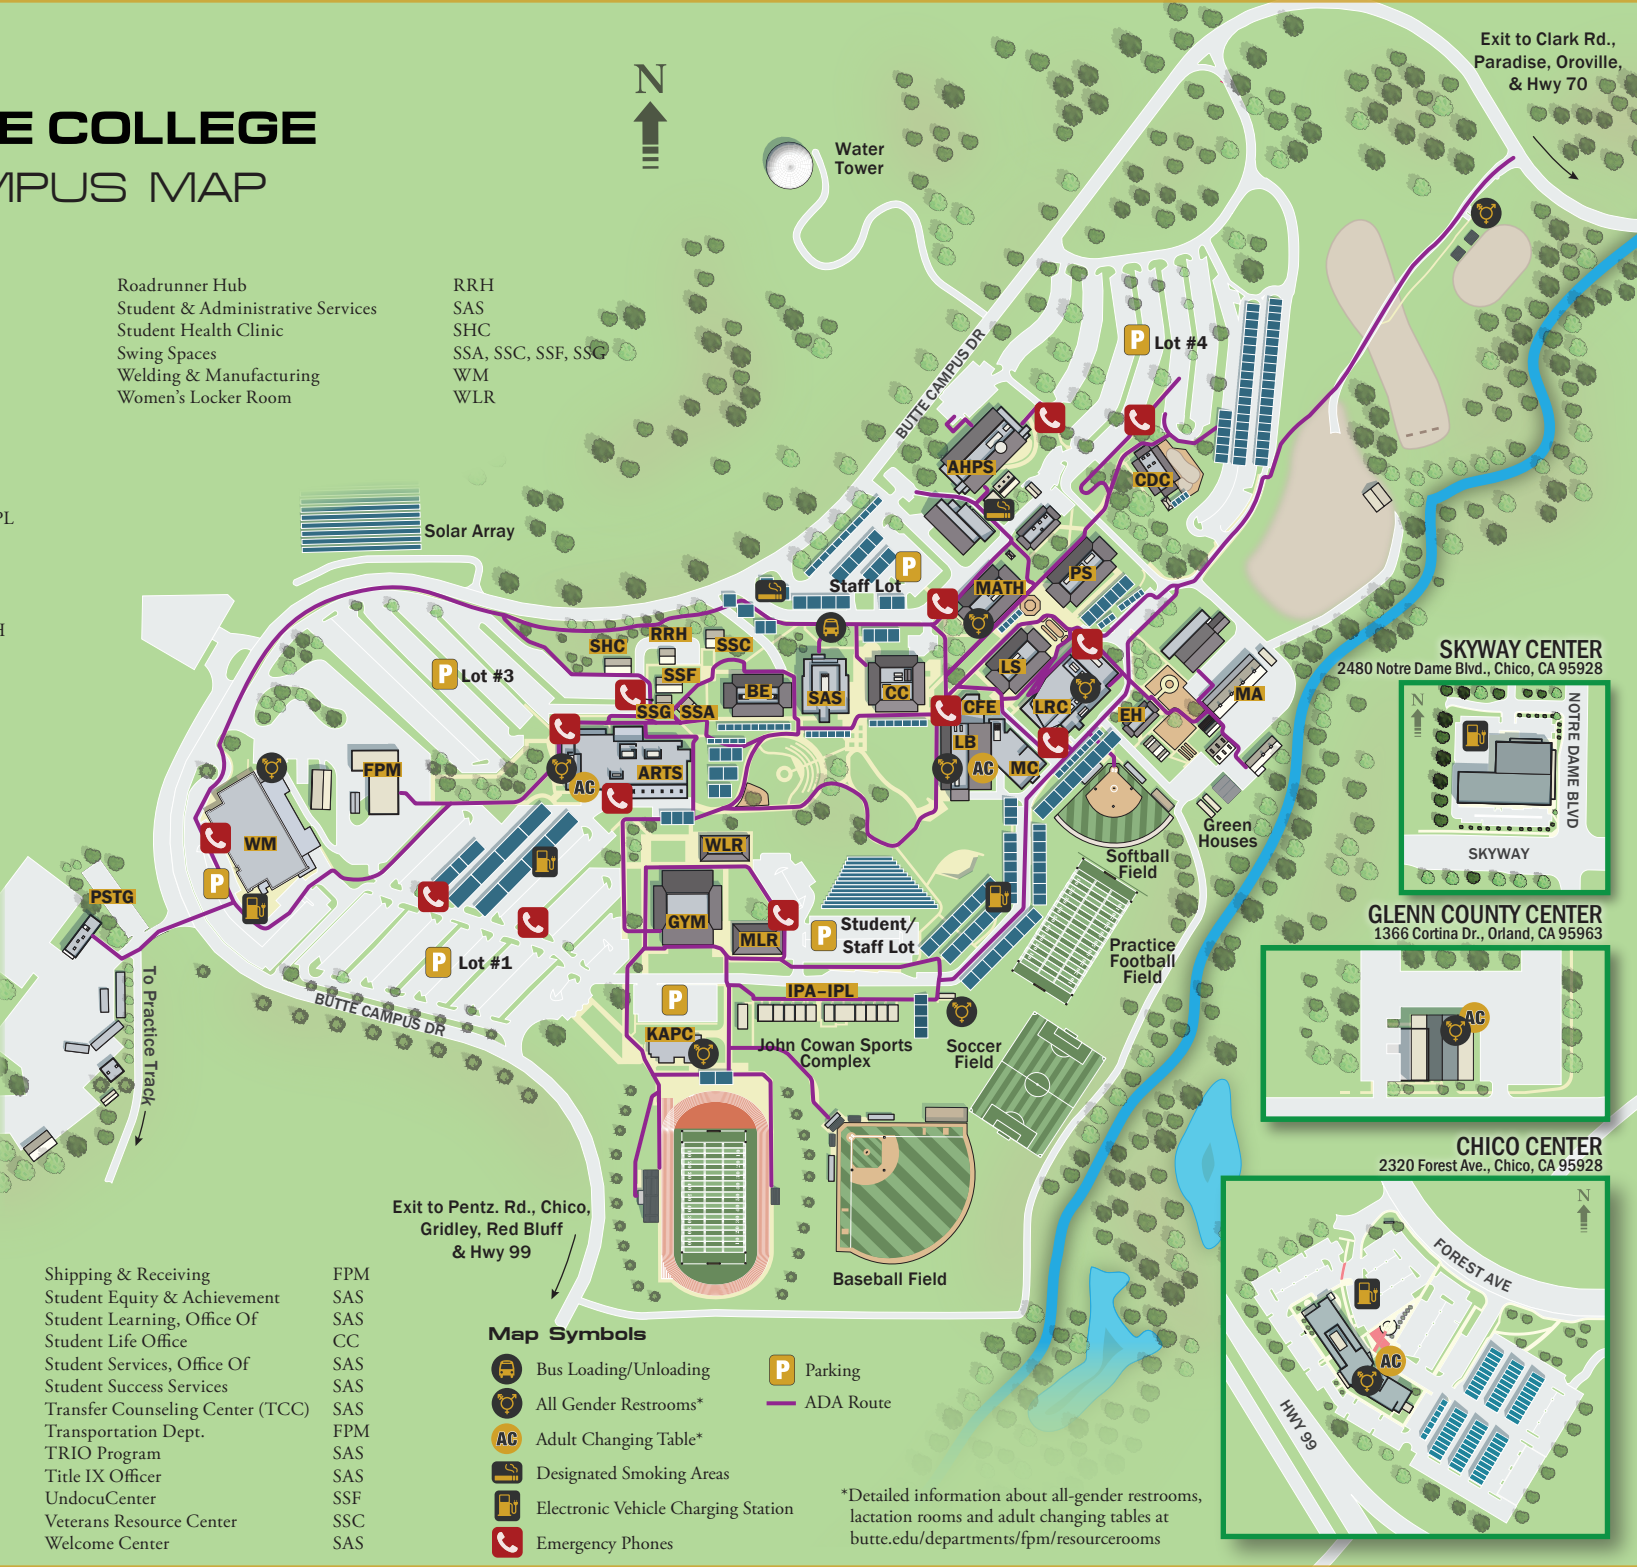 E COLLEGE
MPUS MAP
N
Water
Tower
Exit to Clark Rd.,
Paradise, Oroville,
& Hwy 70
Roadrunner Hub RRH
Student & Administrative Services SAS
Student Health Clinic SHC
Swing Spaces SSA, SSC, SSF, SSG
Welding & Manufacturing WM
Women's Locker Room WLR
PL
H
BUTTE CAMPUS DR
P Lot #4
AHPS
CDC
Solar Array
P
Staff Lot
MATH
PS
SHC
RRH
SSC
SSF
SSG
SSA
BE
SAS
CC
LS
LRC
CFE
EH
MA
LB
AC
MC
P Lot #3
FPM
ARTS
AC
WM
P
PSTG
WLR
GYM
MLR
P Student/
Staff Lot
Green
Houses
Softball
Field
Practice
Football
Field
P Lot #1
BUTTE CAMPUS DR
To Practice Track
P
IPA–IPL
KAPC
John Cowan Sports
Complex
Soccer
Field
Baseball Field
Exit to Pentz. Rd., Chico,
Gridley, Red Bluff
& Hwy 99
SKYWAY CENTER
2480 Notre Dame Blvd., Chico, CA 95928
N
NOTRE DAME BLVD
SKYWAY
GLENN COUNTY CENTER
1366 Cortina Dr., Orland, CA 95963
AC
CHICO CENTER
2320 Forest Ave., Chico, CA 95928
N
FOREST AVE
AC
HWY 99
Shipping & Receiving FPM
Student Equity & Achievement SAS
Student Learning, Office Of SAS
Student Life Office CC
Student Services, Office Of SAS
Student Success Services SAS
Transfer Counseling Center (TCC) SAS
Transportation Dept. FPM
TRIO Program SAS
Title IX Officer SAS
UndocuCenter SSF
Veterans Resource Center SSC
Welcome Center SAS
Map Symbols
Bus Loading/Unloading
All Gender Restrooms*
AC Adult Changing Table*
Designated Smoking Areas
Electronic Vehicle Charging Station
Emergency Phones
P Parking
ADA Route
*Detailed information about all-gender restrooms,
lactation rooms and adult changing tables at
butte.edu/departments/fpm/resourcerooms